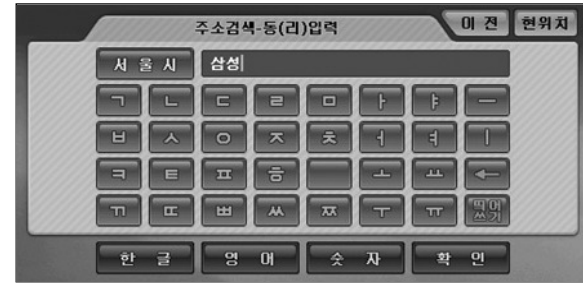 주소검색-동(리)입력 이 전 현위치
서 울 시 삼성
ㄱ ㄴ ㄷ ㄹ ㅁ ㅏ ㅑ ㅡ
ㅂ ㅅ ㅇ ㅈ ㅊ ㅓ ㅕ ㅣ
ㅋ ㅌ ㅍ ㅎ ㅗ ㅛ ←
ㄲ ㄸ ㅃ ㅆ ㅉ ㅜ ㅠ 띄어쓰기
한 글 영 어 숫 자 확 인